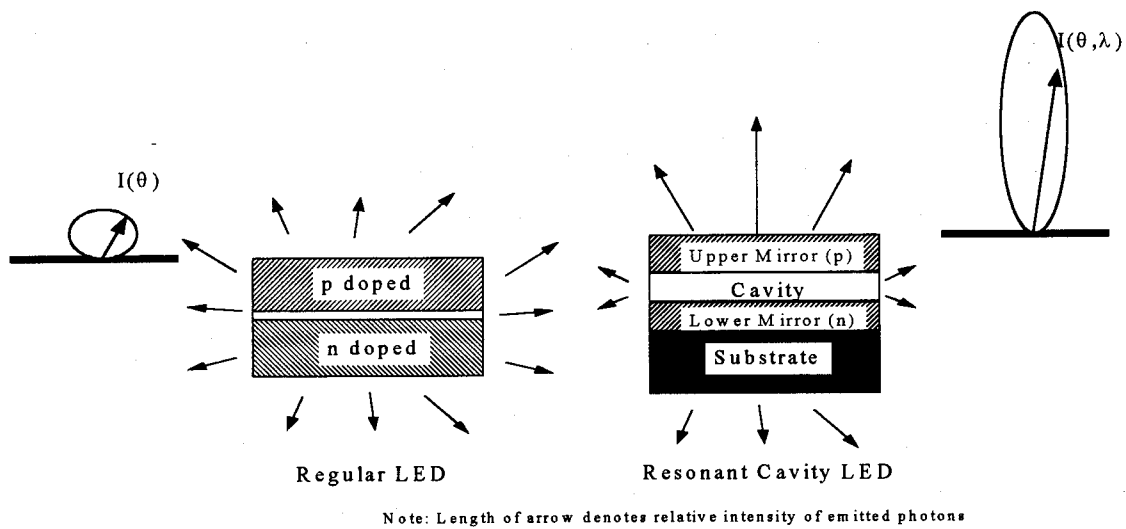 I(θ)
p doped
n doped
Regular LED
I(θ,λ)
Upper Mirror (p)
Cavity
Lower Mirror (n)
Substrate
Resonant Cavity LED
Note: Length of arrow denotes relative intensity of emitted photons